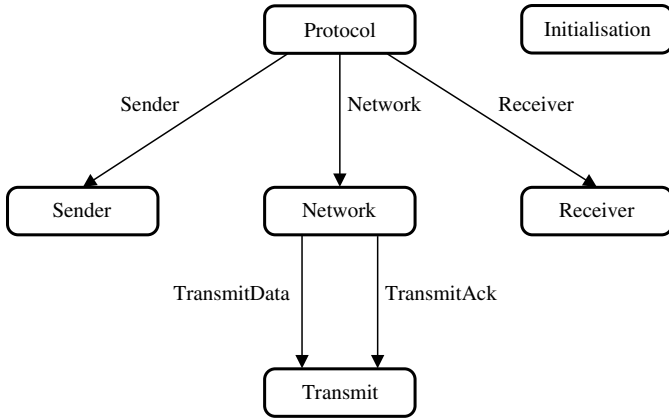 Protocol
Initialisation
Sender
Network
Receiver
Sender
Network
Receiver
TransmitData
TransmitAck
Transmit